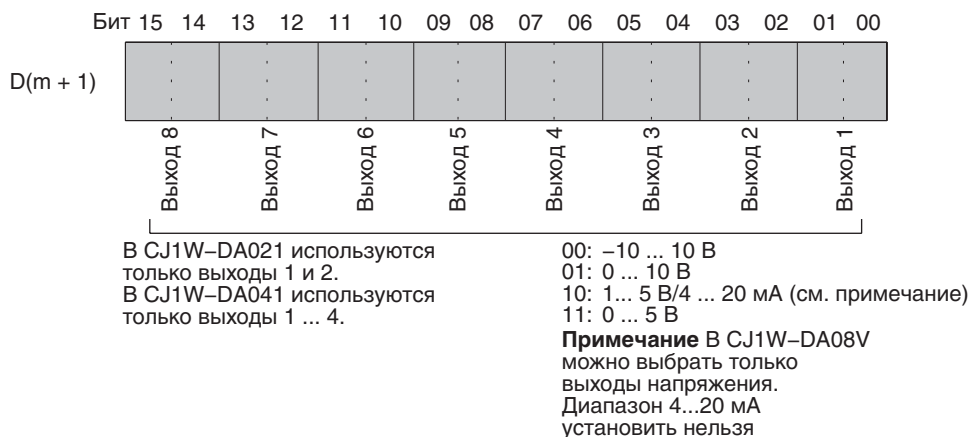 Бит 15 14 13 12 11 10 09 08 07 06 05 04 03 02 01 00
D(m + 1)
Выход 8
Выход 7
Выход 6
Выход 5
Выход 4
Выход 3
Выход 2
Выход 1
В CJ1W–DA021 используются
только выходы 1 и 2.
В CJ1W–DA041 используются
только выходы 1 ... 4.
00: –10 ... 10 В
01: 0 ... 10 В
10: 1... 5 В/4 ... 20 мА (см. примечание)
11: 0 ... 5 В
Примечание В CJ1W–DA08V
можно выбрать только
выходы напряжения.
Диапазон 4...20 мА
установить нельзя